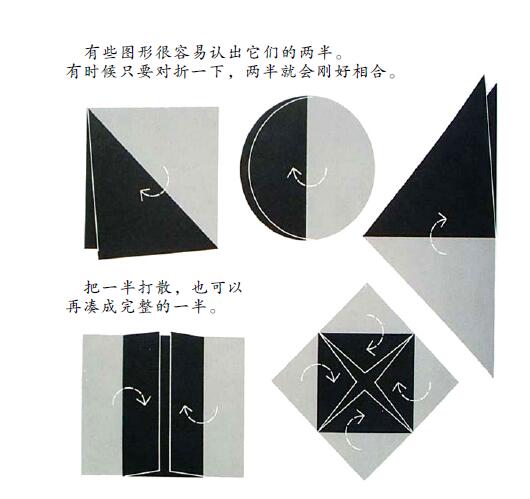 有些图形很容易认出它们的两半。
有时候只要对折一下，两半就会刚好相合。
把一半打散，也可以
再凑成完整的一半。